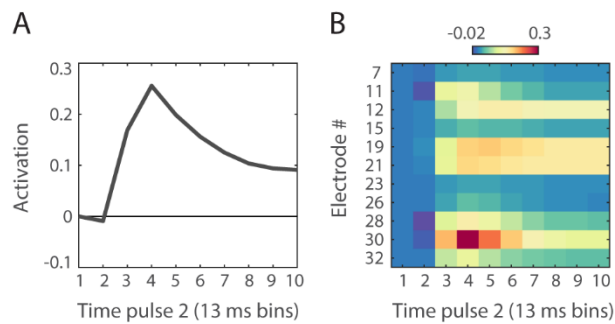 A
Activation
0.3
0.2
0.1
0
-0.1
1 2 3 4 5 6 7 8 9 10
Time pulse 2 (13 ms bins)
B
-0.02 0.3
Electrode #
7
11
12
15
19
21
23
26
28
30
32
1 2 3 4 5 6 7 8 9 10
Time pulse 2 (13 ms bins)